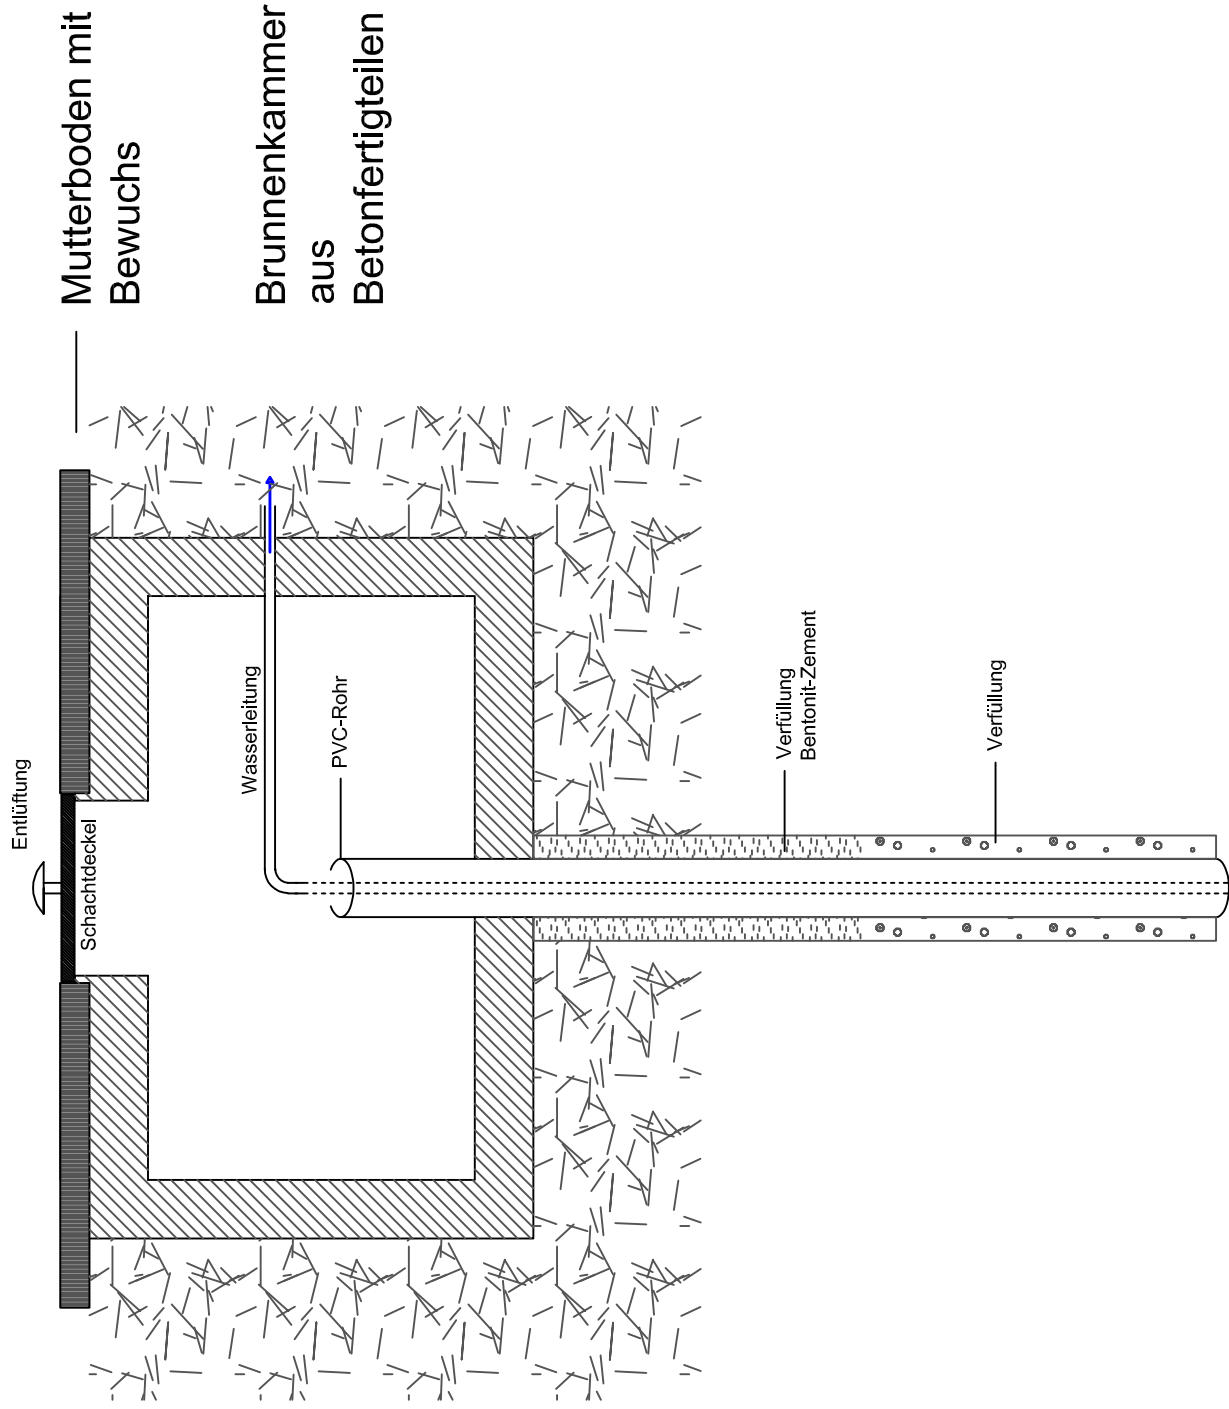 Entlüftung
Schachtdeckel
Mutterboden mit
Bewuchs
Wasserleitung
Brunnenkammer
aus
Betonfertigteilen
PVC-Rohr
Verfüllung
Bentonit-Zement
Verfüllung